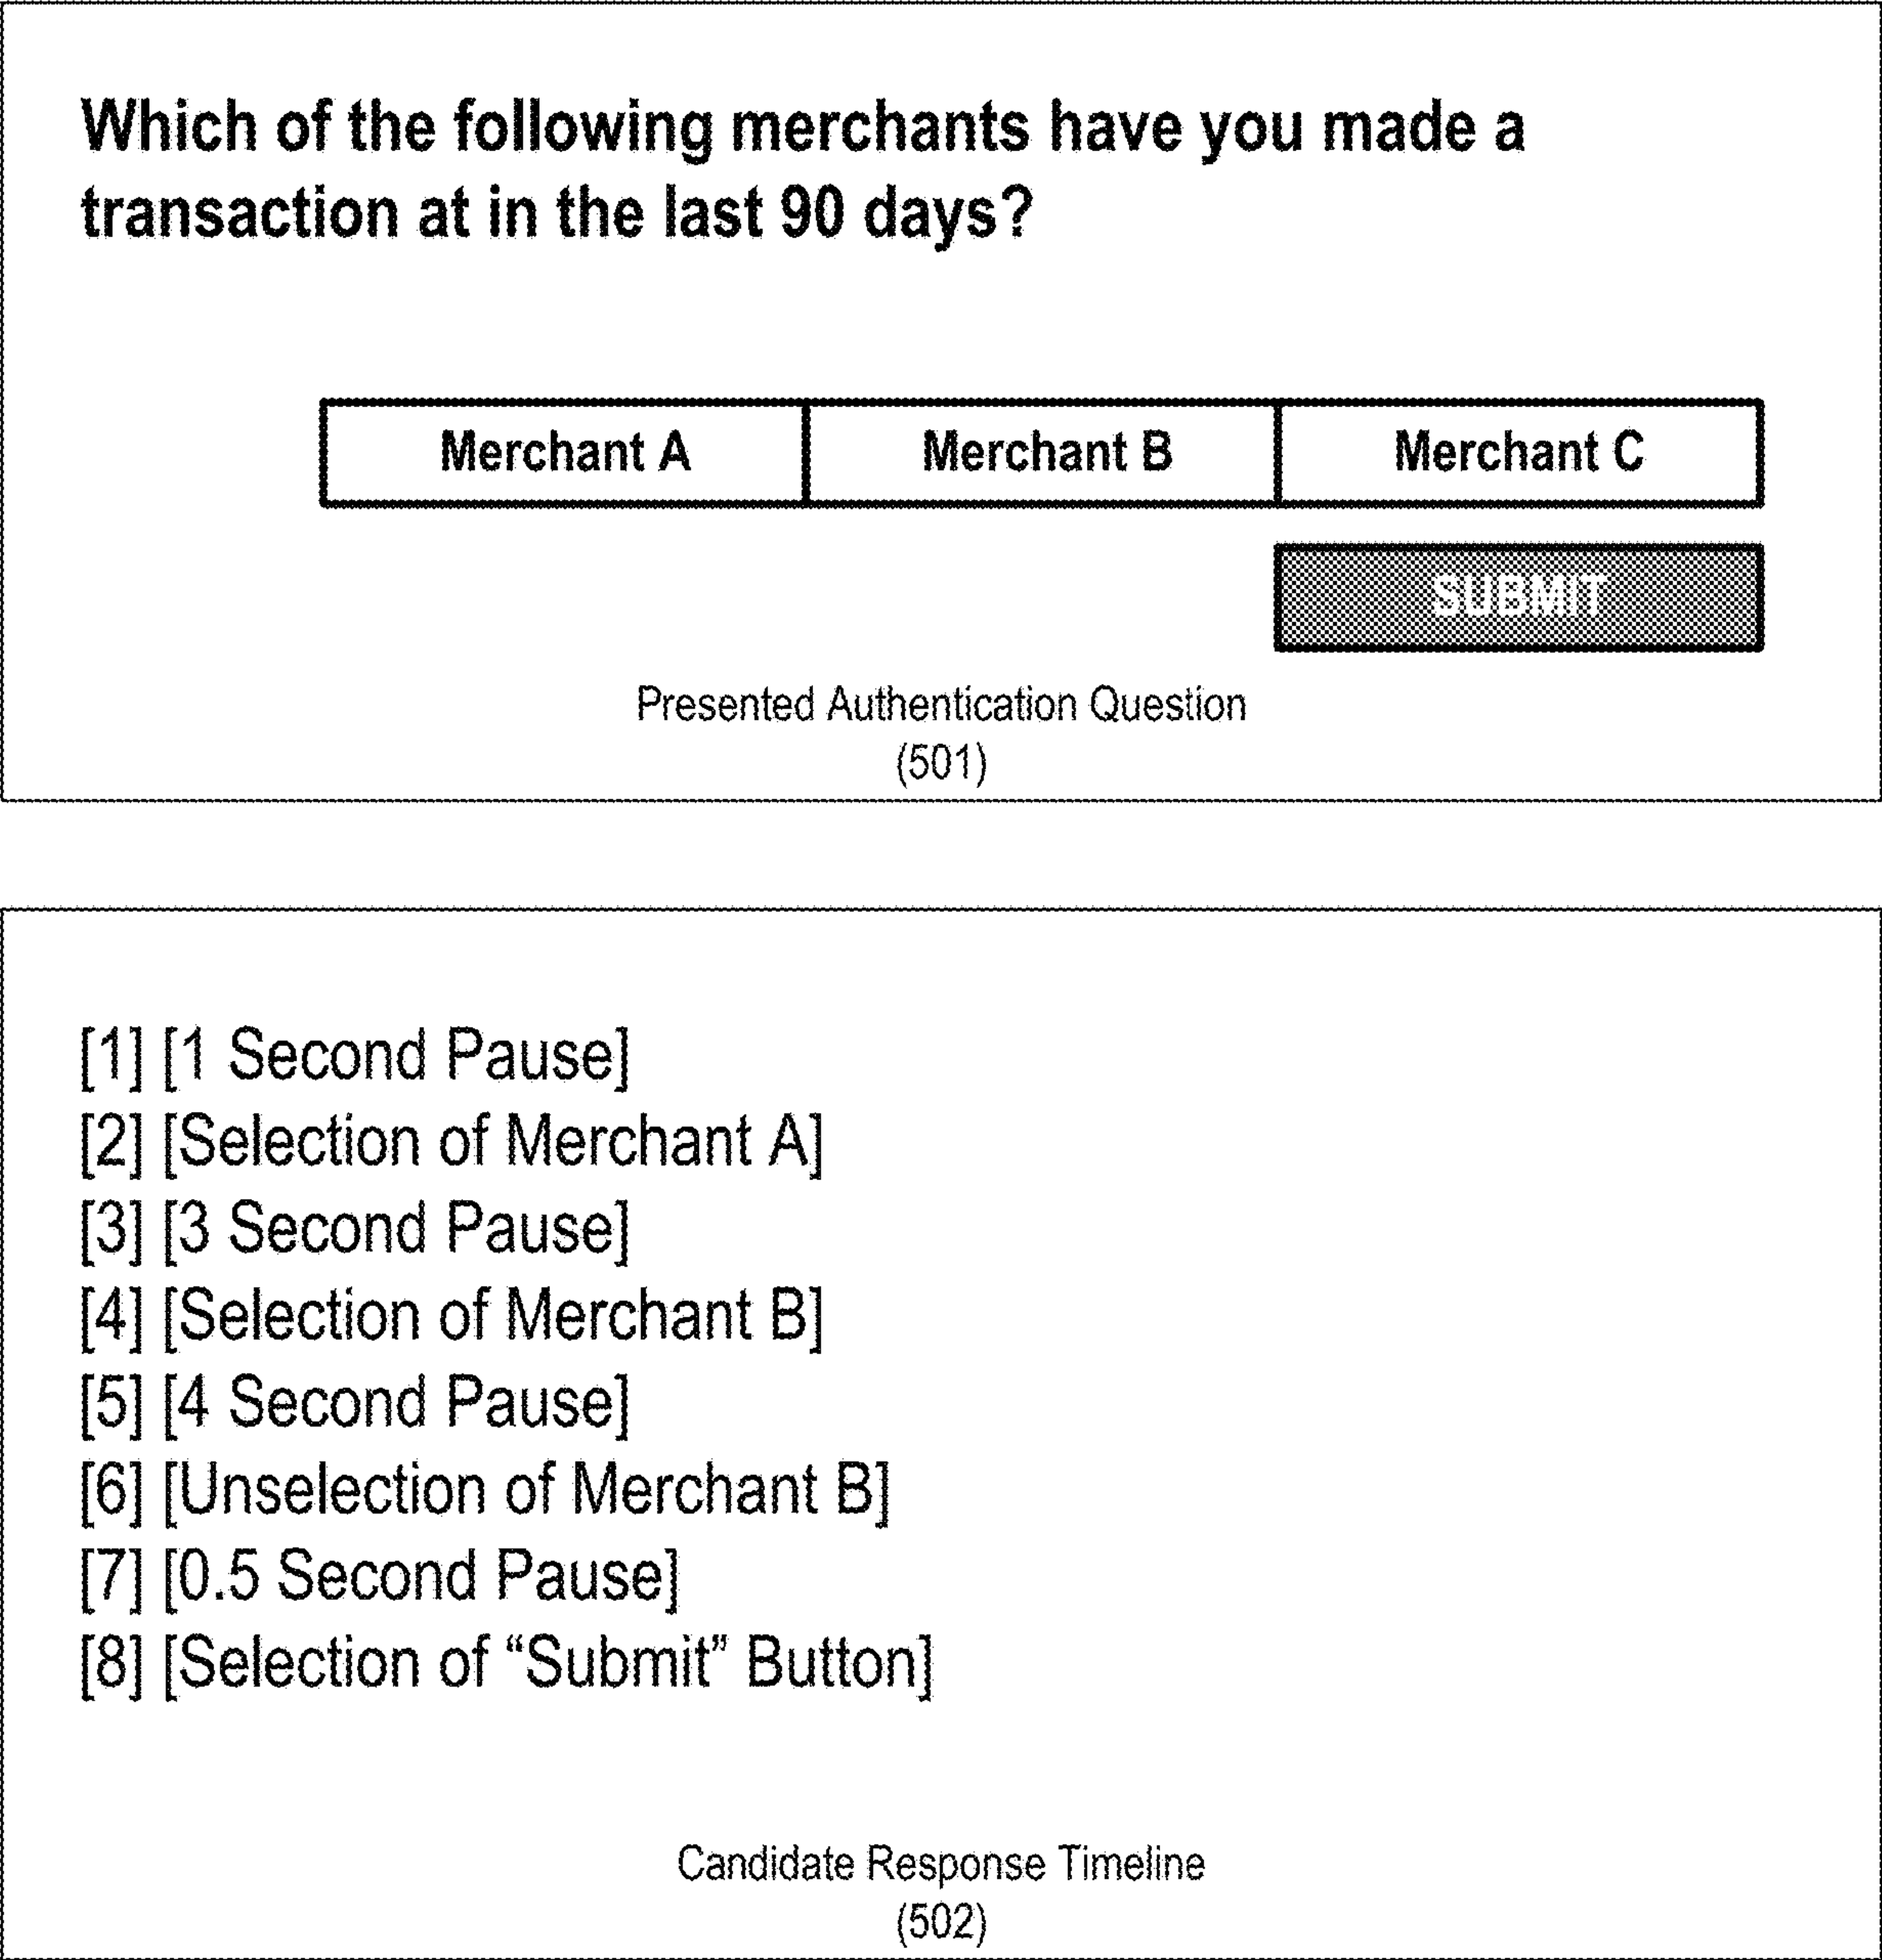 Which of the following merchants have you made a
transaction at in the last 90 days?
Merchant A
Merchant B
Merchant C
SUBMIT
Presented Authentication Question
(501)
[1] [1 Second Pause]
[2] [Selection of Merchant A]
[3] [3 Second Pause]
[4] [Selection of Merchant B]
[5] [4 Second Pause]
[6] [Unselection of Merchant B]
[7] [0.5 Second Pause]
[8] [Selection of “Submit” Button]
Candidate Response Timeline
(502)